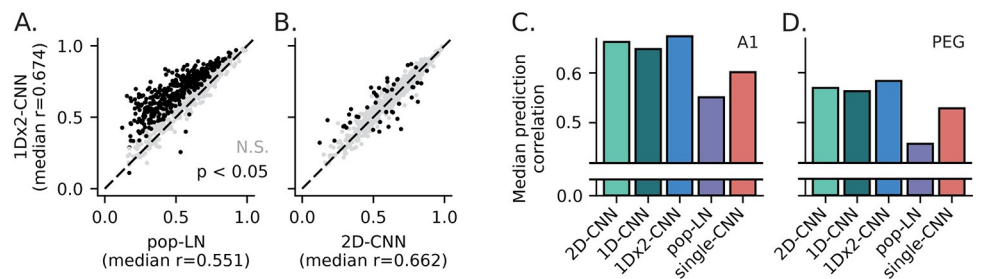 A.
1Dx2-CNN
(median r=0.674)
1.0
0.5
0.0
N.S.
p < 0.05
0.0 0.5 1.0
pop-LN
(median r=0.551)
B.
0.0 0.5 1.0
2D-CNN
(median r=0.662)
C.
Median prediction
correlation
0.6
0.5
0.0
A1
2D-CNN
1D-CNN
1Dx2-CNN
pop-LN
single-CNN
D.
PEG
2D-CNN
1D-CNN
1Dx2-CNN
pop-LN
single-CNN